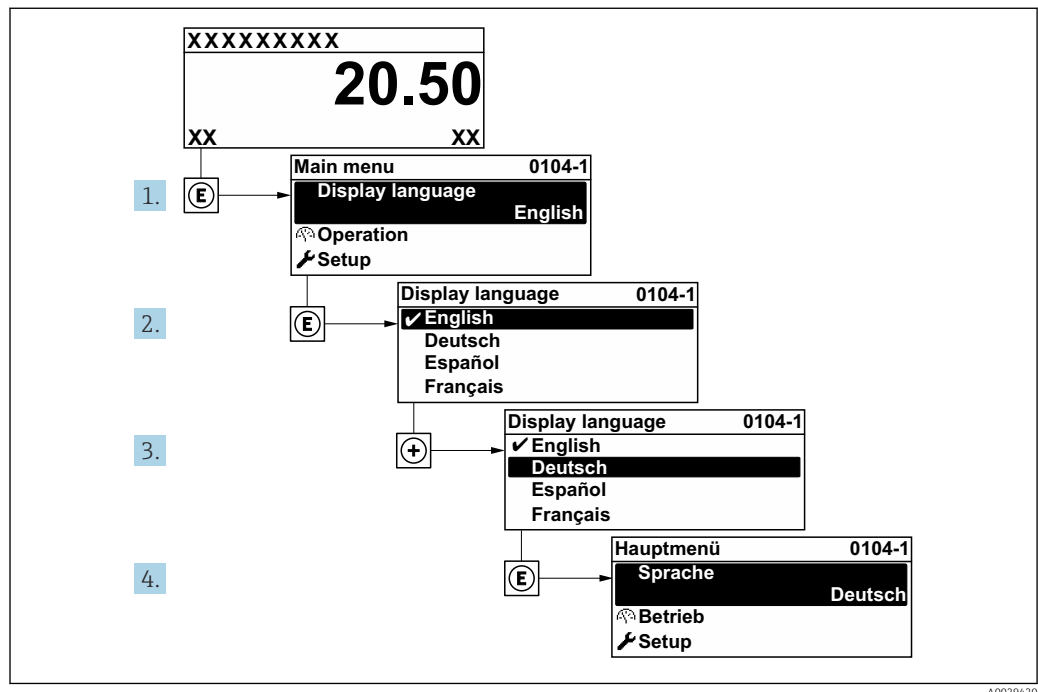 XXXXXXXXX
20.50
XX XX
Main menu 0104-1
1. E Display language
English
Operation
Setup
Display language 0104-1
2. E ✔ English
Deutsch
Español
Français
Display language 0104-1
3. + ✔ English
Deutsch
Español
Français
Hauptmenü 0104-1
4. E Sprache
Deutsch
Betrieb
Setup